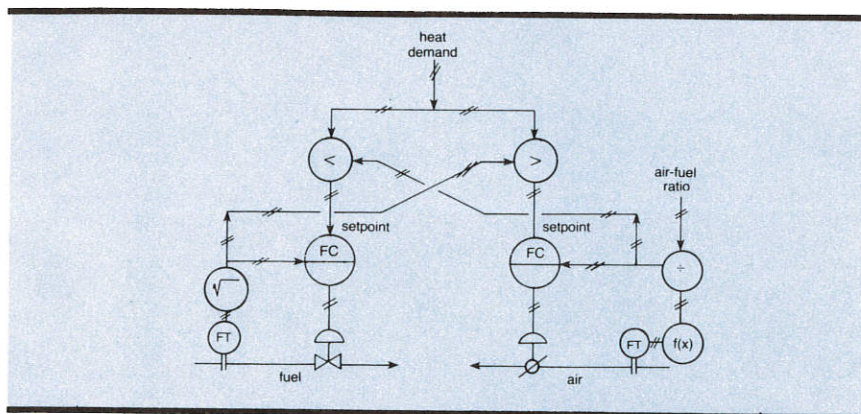 heat
demand
<
>
air-fuel
ratio
setpoint
setpoint
FC
FC
÷
√
FT
FT
f(x)
fuel
air